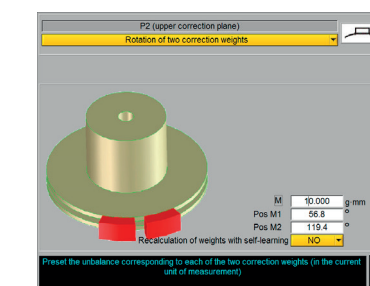 P2 (upper correction plane)
Rotation of two correction weights
M 10.000 g·mm
Pos M1 56.8 °
Pos M2 119.4 °
Recalculation of weights with self-learning NO
Preset the unbalance corresponding to each of the two correction weights (in the current
unit of measurement)